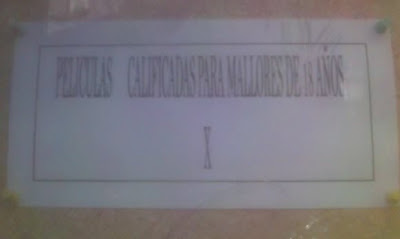 PELICULAS CALIFICADAS PARA MALLORES DE 18 AÑOS
X